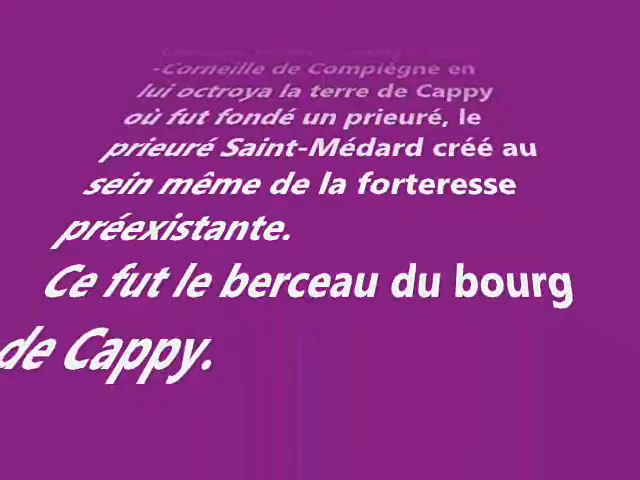 -Corneille de Compiègne en
lui octroya la terre de Cappy
où fut fondé un prieuré, le
prieuré Saint-Médard créé au
sein même de la forteresse
préexistante.
Ce fut le berceau du bourg
de Cappy.